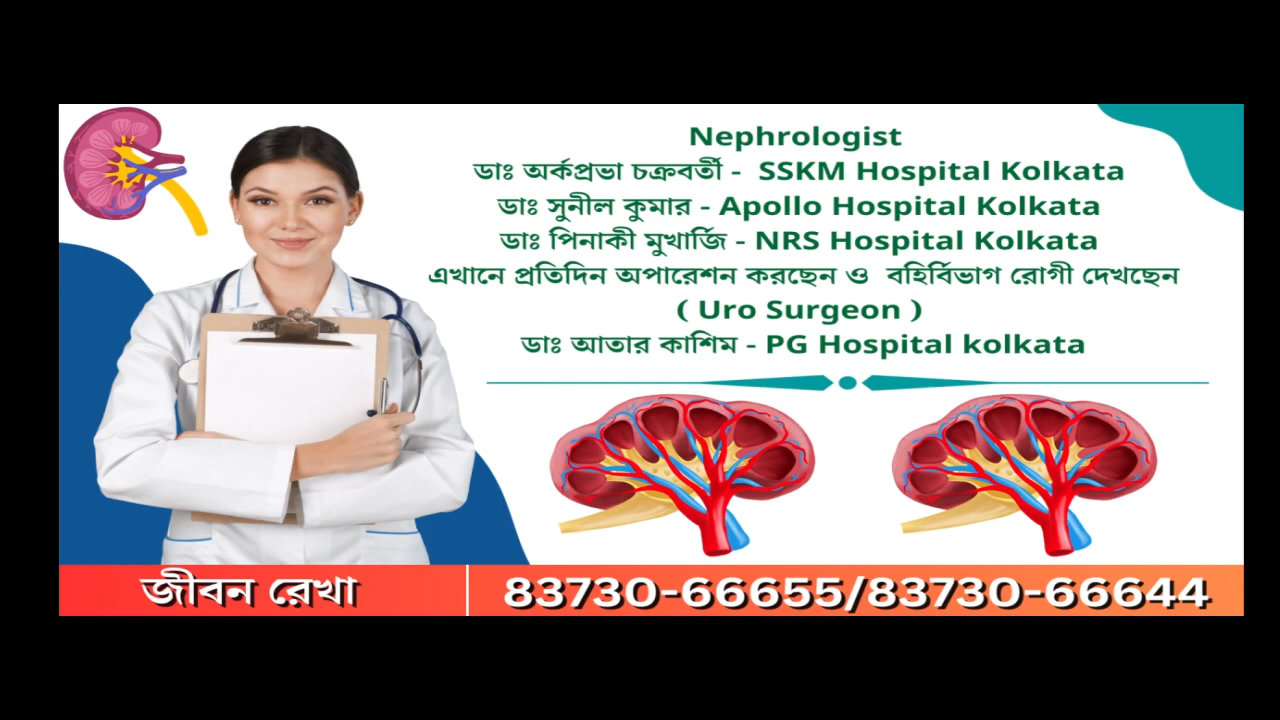 Nephrologist
ডাঃ অর্কপ্রভা চক্রবর্তী - SSKM Hospital Kolkata
ডাঃ সুনীল কুমার - Apollo Hospital Kolkata
ডাঃ পিনাকী মুখার্জি - NRS Hospital Kolkata
এখানে প্রতিদিন অপারেশন করছেন ও বহির্বিভাগ রোগী দেখছেন
( Uro Surgeon )
ডাঃ আতার কাশিম - PG Hospital kolkata
জীবন রেখা
83730-66655/83730-66644